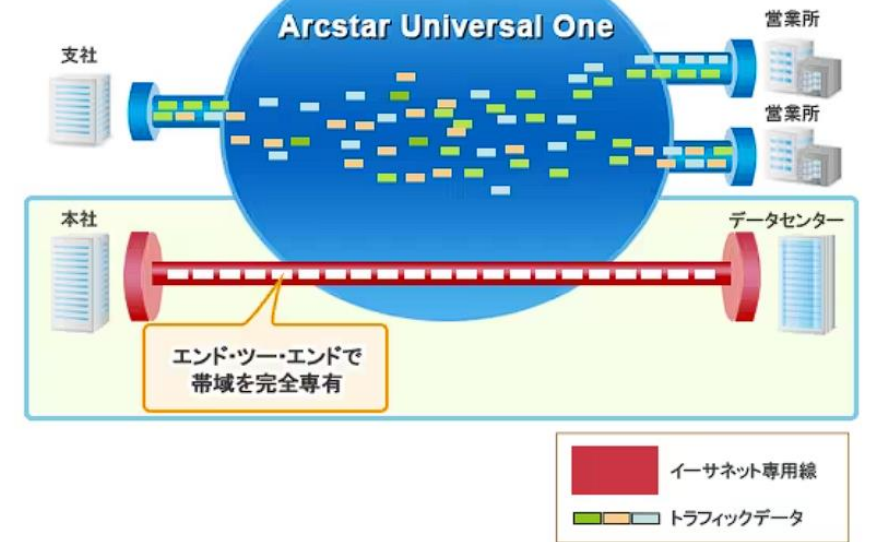 Arcstar Universal One
支社
営業所
営業所
本社
データセンター
エンド・ツー・エンドで
帯域を完全専有
イーサネット専用線
トラフィックデータ